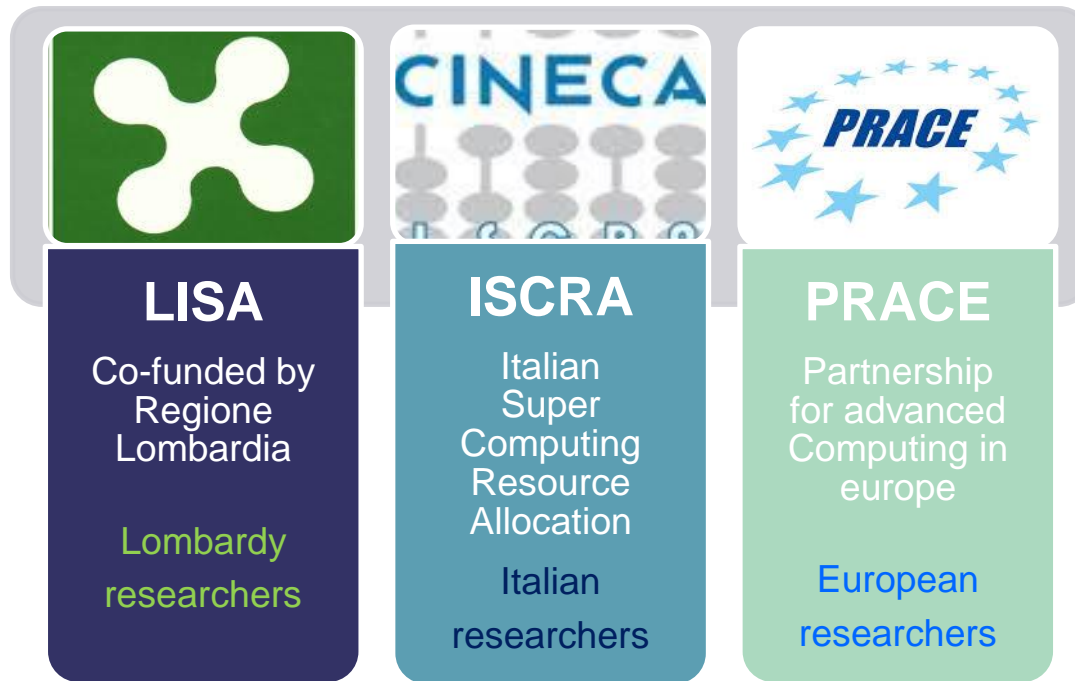 LISA
Co-funded by
Regione
Lombardia
Lombardy
researchers
CINECA
ISCRA
ISCRA
Italian
Super
Computing
Resource
Allocation
Italian
researchers
PRACE
PRACE
Partnership
for advanced
Computing in
europe
European
researchers